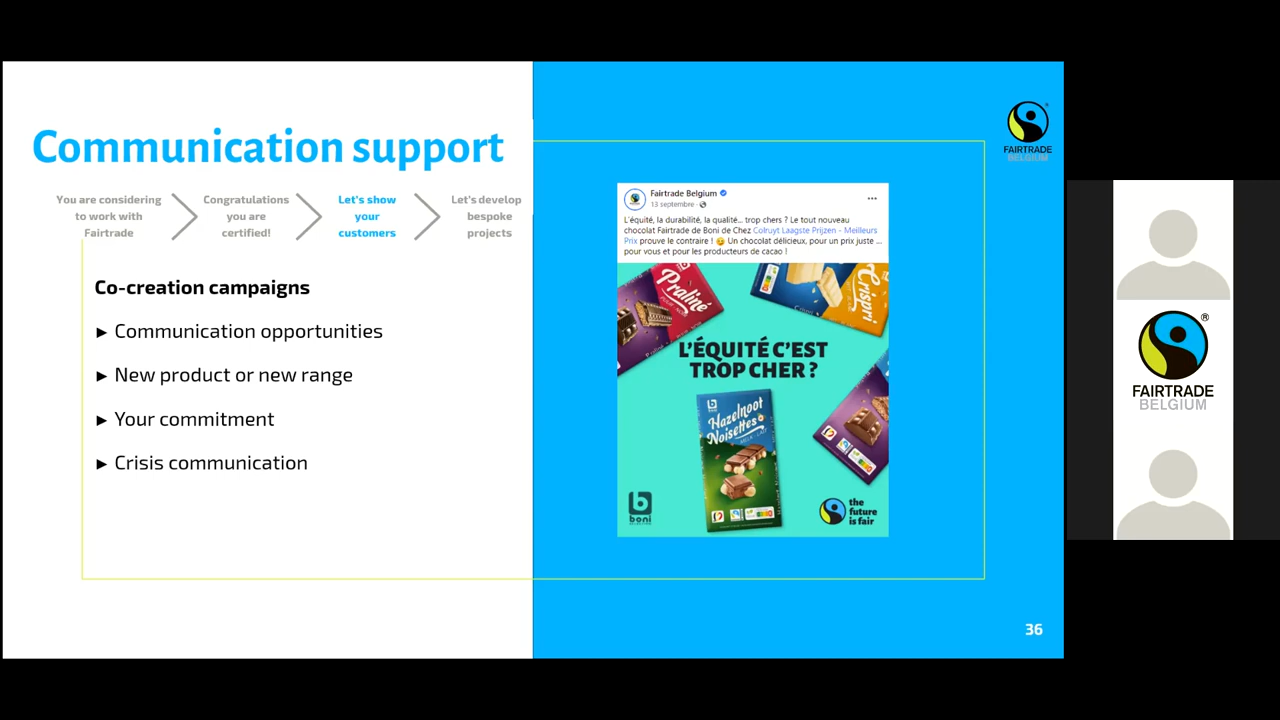 Communication support
You are considering
to work with
Fairtrade
Congratulations
you are
certified!
Let's show
your
customers
Let's develop
bespoke
projects
Co-creation campaigns
► Communication opportunities
► New product or new range
► Your commitment
► Crisis communication
Fairtrade Belgium
13 septembre
L'équité, la durabilité, la qualité... trop chers ? Le tout nouveau
chocolat Fairtrade de Boni de Chez Colruyt Laagste Prijzen - Meilleurs
Prix prouve le contraire ! 😏 Un chocolat délicieux, pour un prix juste ...
pour vous et pour les producteurs de cacao !
Praliné
Crispri
L'ÉQUITÉ C'EST
TROP CHER ?
Hazelnoot
Noisettes
boni
the
future
is fair
FAIRTRADE
BELGIUM
36
®
FAIRTRADE
BELGIUM